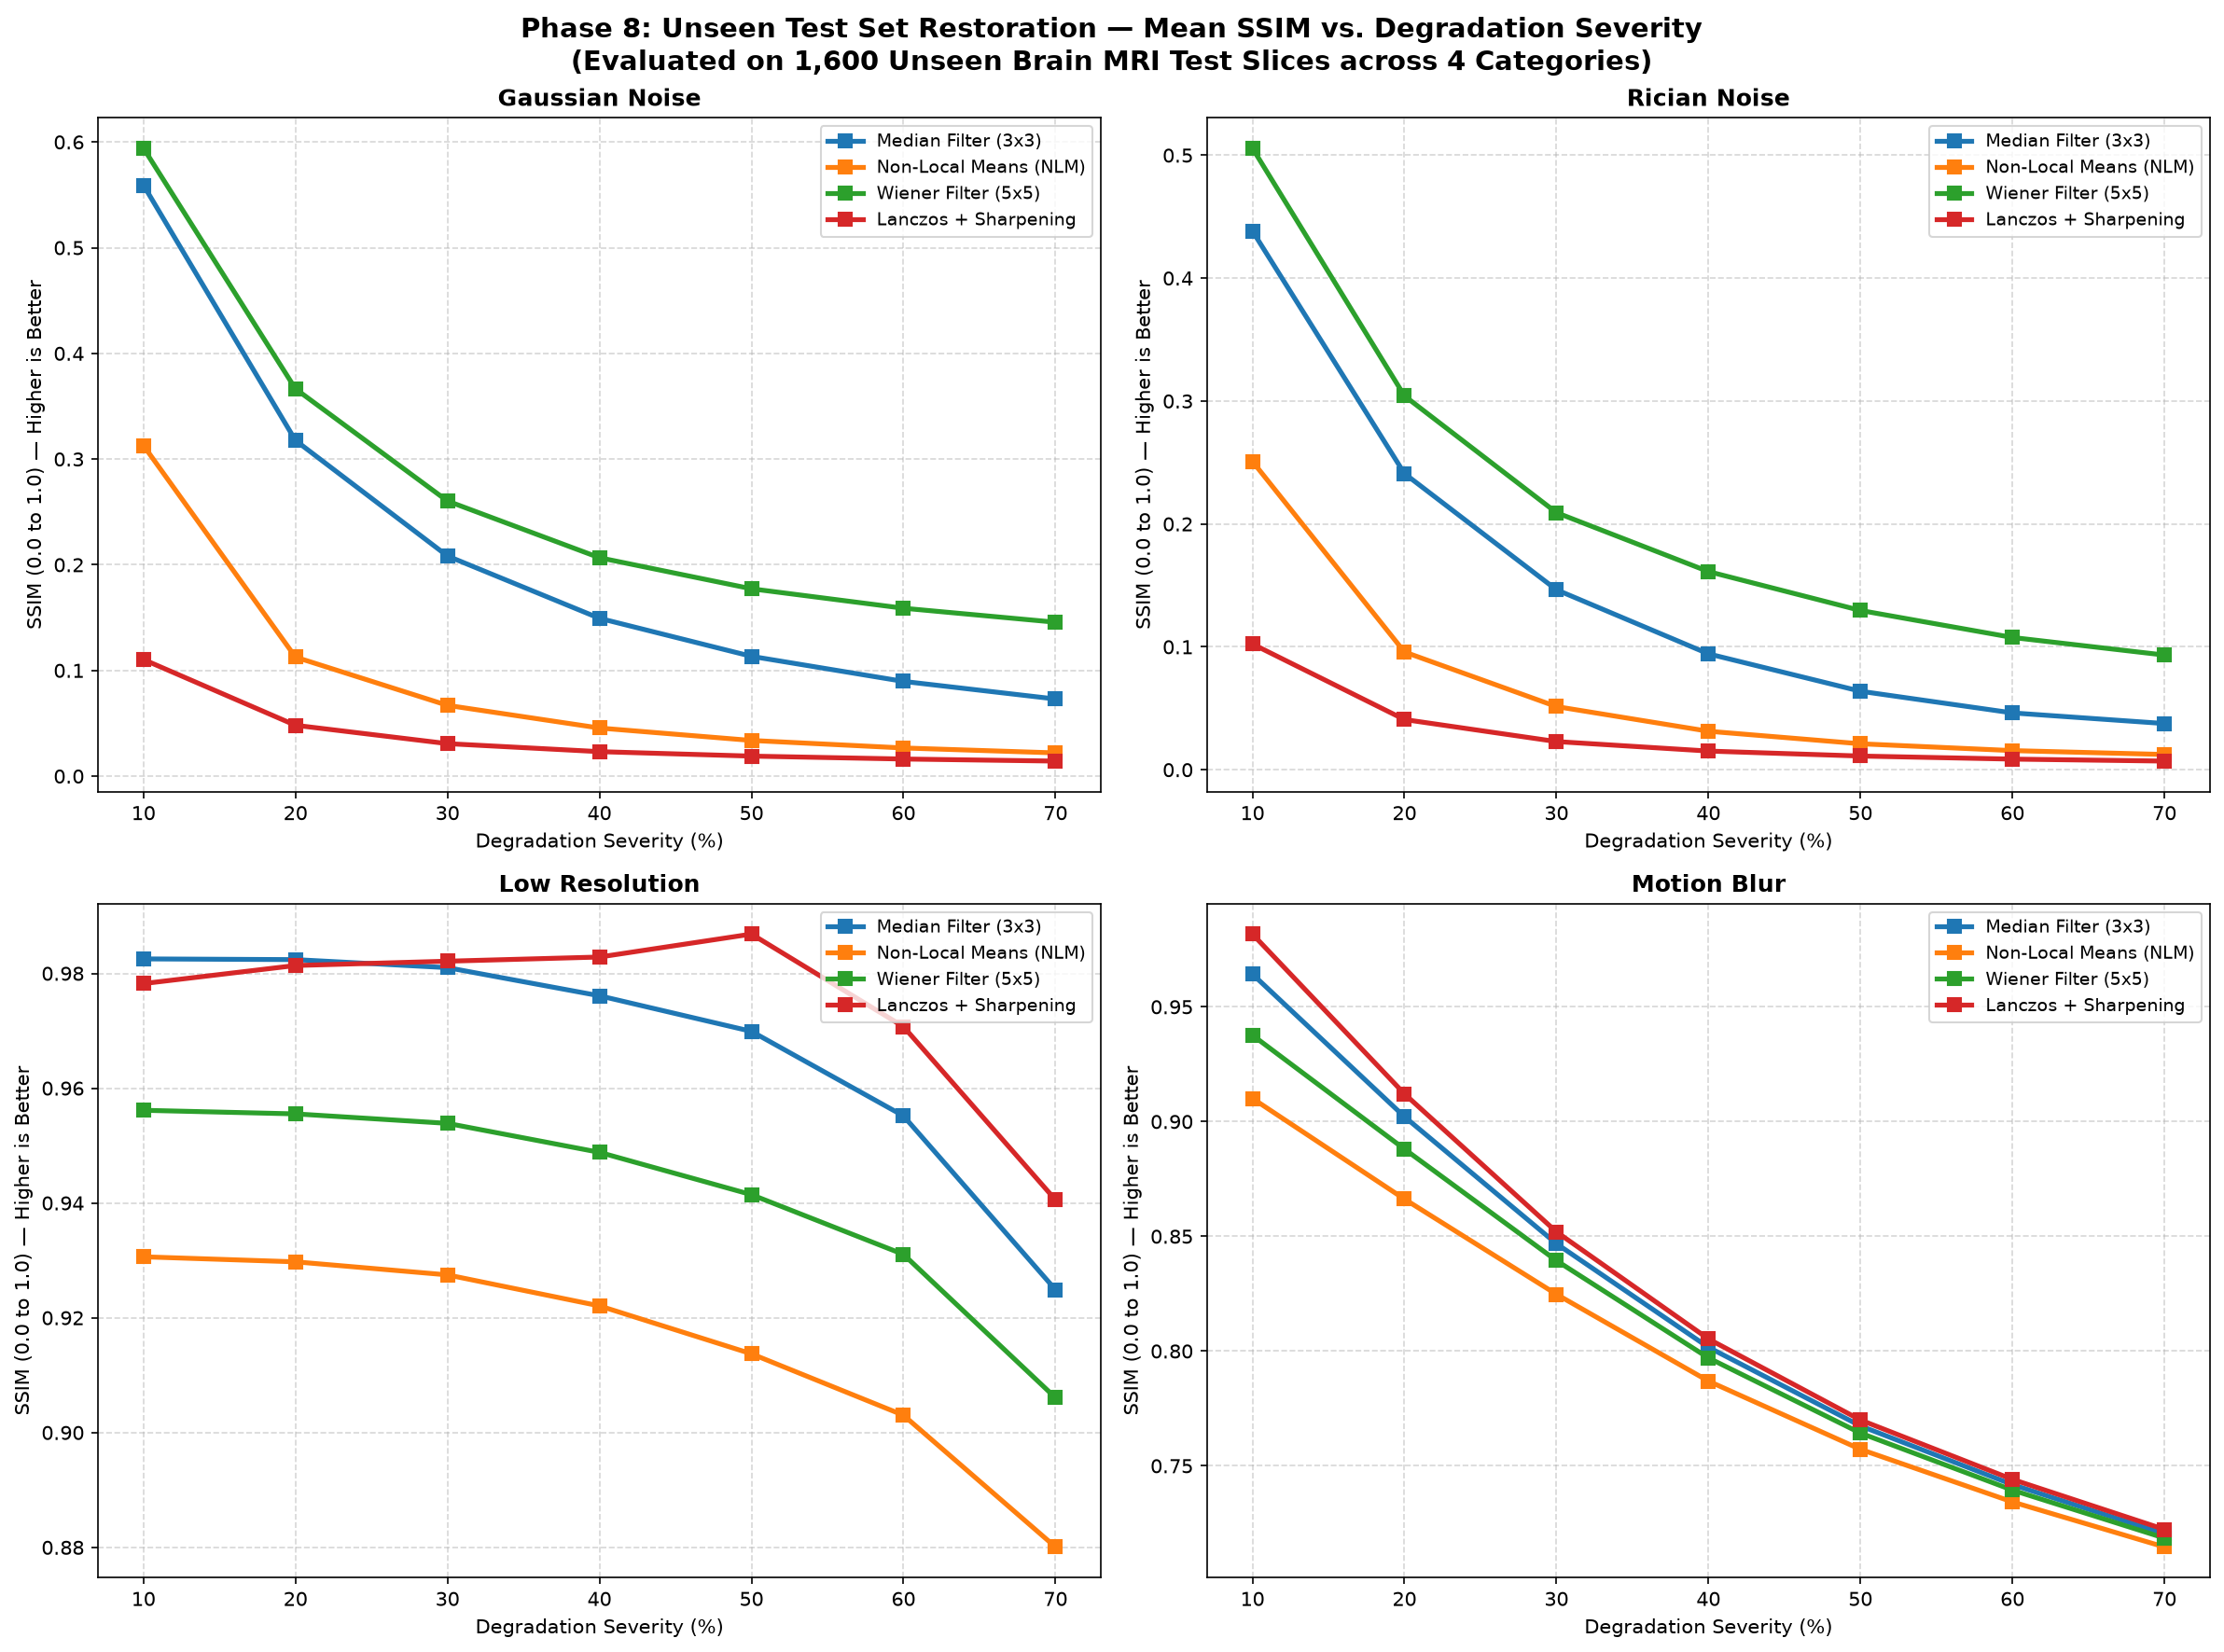 Phase 8: Unseen Test Set Restoration — Mean SSIM vs. Degradation Severity
(Evaluated on 1,600 Unseen Brain MRI Test Slices across 4 Categories)
Gaussian Noise
SSIM (0.0 to 1.0) — Higher is Better
0.6
0.5
0.4
0.3
0.2
0.1
0.0
Median Filter (3x3)
Non-Local Means (NLM)
Wiener Filter (5x5)
Lanczos + Sharpening
10 20 30 40 50 60 70
Degradation Severity (%)
Rician Noise
SSIM (0.0 to 1.0) — Higher is Better
0.5
0.4
0.3
0.2
0.1
0.0
Median Filter (3x3)
Non-Local Means (NLM)
Wiener Filter (5x5)
Lanczos + Sharpening
10 20 30 40 50 60 70
Degradation Severity (%)
Low Resolution
SSIM (0.0 to 1.0) — Higher is Better
0.98
0.96
0.94
0.92
0.90
0.88
Median Filter (3x3)
Non-Local Means (NLM)
Wiener Filter (5x5)
Lanczos + Sharpening
10 20 30 40 50 60 70
Degradation Severity (%)
Motion Blur
SSIM (0.0 to 1.0) — Higher is Better
0.95
0.90
0.85
0.80
0.75
Median Filter (3x3)
Non-Local Means (NLM)
Wiener Filter (5x5)
Lanczos + Sharpening
10 20 30 40 50 60 70
Degradation Severity (%)